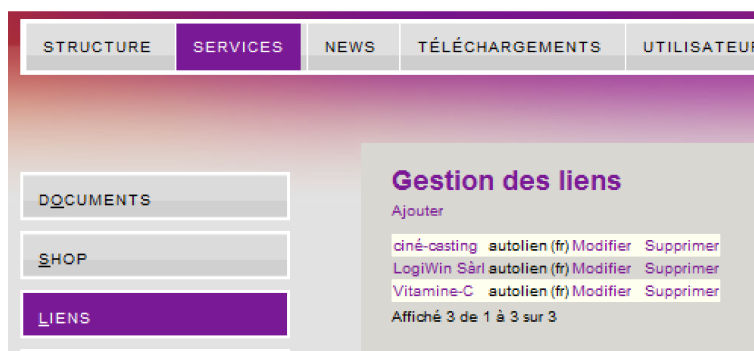 STRUCTURE SERVICES NEWS TÉLÉCHARGEMENTS
DOCUMENTS
SHOP
LIENS
Gestion des liens
Ajouter
ciné-casting autolien (fr) Modifier Supprimer
LogiWin Sàrl autolien (fr) Modifier Supprimer
Vitamine-C autolien (fr) Modifier Supprimer
Affiché 3 de 1 à 3 sur 3